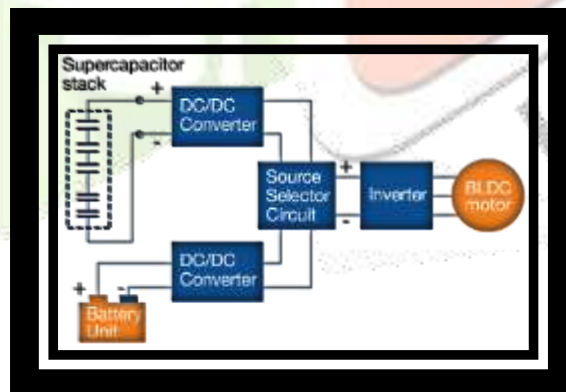 Supercapacitor
stack
+
-
DC/DC
Converter
Source
Selector
Circuit
+
-
Inverter
BLDC
motor
DC/DC
Converter
+
-
Battery
Unit